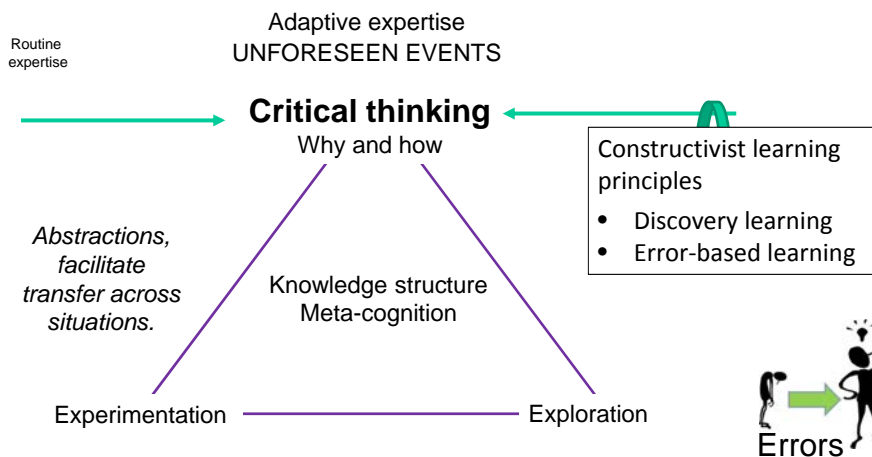 Adaptive expertise
UNFORESEEN EVENTS
Routine
expertise
Critical thinking
Why and how
Constructivist learning
principles
• Discovery learning
• Error-based learning
Abstractions,
facilitate
transfer across
situations.
Knowledge structure
Meta-cognition
Experimentation
Exploration
Errors